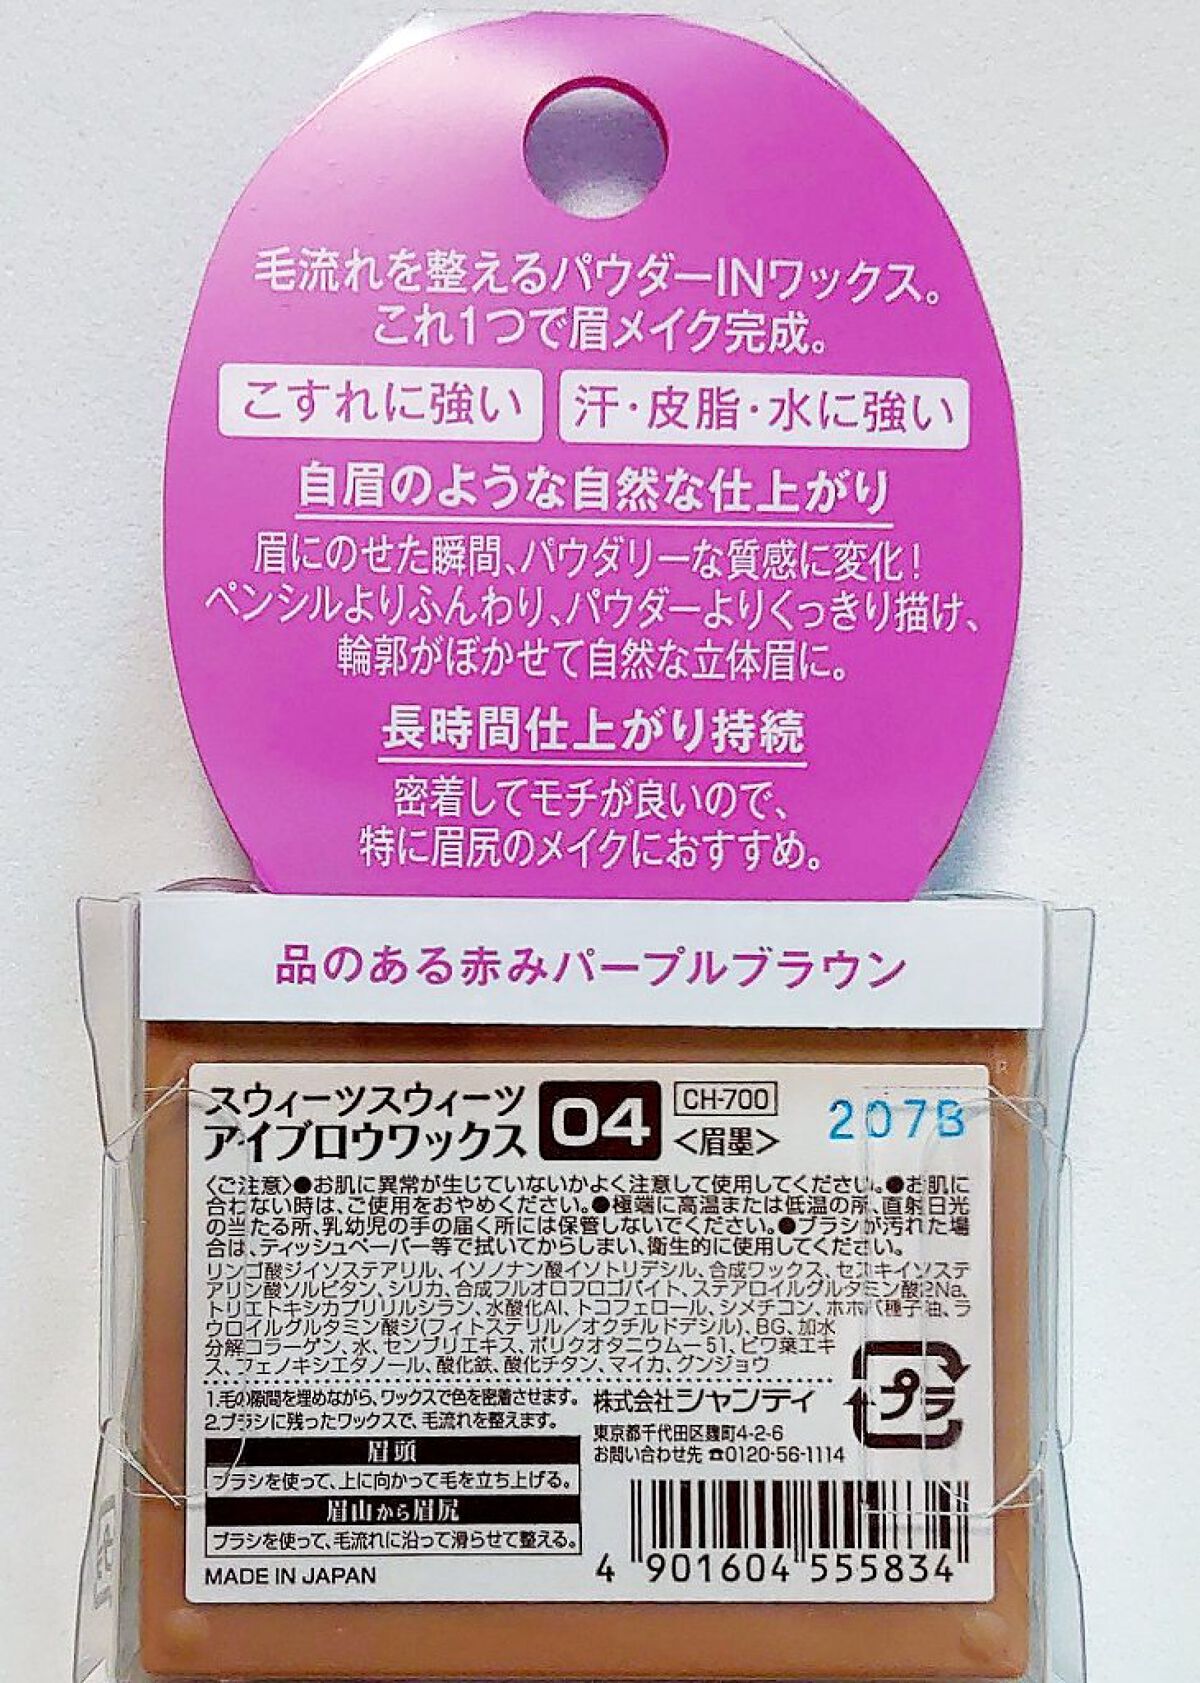 毛流れを整えるパウダーINワックス。
これ1つで眉メイク完成。
こすれに強い
汗・皮脂・水に強い
自眉のような自然な仕上がり
眉にのせた瞬間、パウダリーな質感に変化!
ペンシルよりふんわり、パウダーよりくっきり描け、
輪郭がぼかせて自然な立体眉に。
長時間仕上がり持続
密着してモチが良いので、
特に眉尻のメイクにおすすめ。
品のある赤みパープルブラウン
スウィーツスウィーツ
アイブロウワックス
04
CH-700
<眉墨>
207B
〈ご注意〉●お肌に異常が生じていないかよく注意して使用してください。●お肌に
合わない時は、ご使用をおやめください。●極端に高温または低温の所、直射日光
の当たる所、乳幼児の手の届く所には保管しないでください。●ブラシが汚れた場
合は、ティッシュペーパー等で拭いてからしまい、衛生的に使用してください。
リンゴ酸ジイソステアリル、イソノナン酸イソトリデシル、合成ワックス、セスキイソステ
アリン酸ソルビタン、シリカ、合成フルオロフロゴパイト、ステアロイルグルタミン酸2Na、
トリエトキシカプリリルシラン、水酸化Al、トコフェロール、シメチコン、ホホバ種子油、ラ
ウロイルグルタミン酸ジ(フィトステリル/オクチルドデシル)、BG、加水
分解コラーゲン、水、センブリエキス、ポリクオタニウムー51、ビワ葉エキ
ス、フェノキシエタノール、酸化鉄、酸化チタン、マイカ、グンジョウ
1.毛の隙間を埋めながら、ワックスで色を密着させます。
2.ブラシに残ったワックスで、毛流れを整えます。
眉頭
ブラシを使って、上に向かって毛を立ち上げる。
眉山から眉尻
ブラシを使って、毛流れに沿って滑らせて整える。
MADE IN JAPAN
株式会社シャンティ
東京都千代田区麹町4-2-6
お問い合わせ先 ☎0120-56-1114
プラ
4 901604 555834